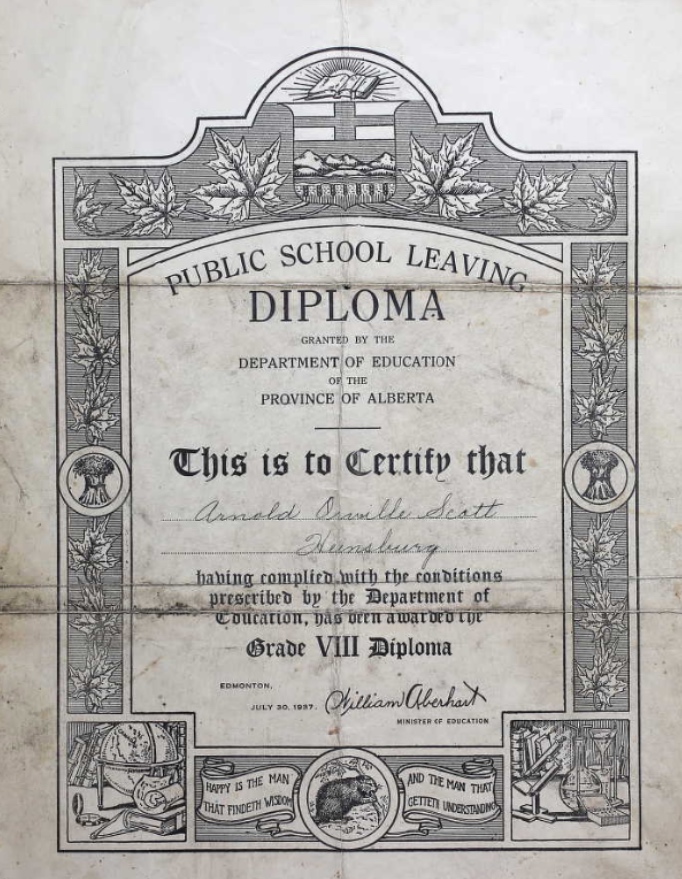 PUBLIC SCHOOL LEAVING
DIPLOMA
GRANTED BY THE
DEPARTMENT OF EDUCATION
OF THE
PROVINCE OF ALBERTA
This is to Certify that
Arnold Orville Scott
Heinsburg
having complied with the conditions
prescribed by the Department of
Education, has been awarded the
Grade VIII Diploma
EDMONTON,
JULY 30, 1937.
William Aberhart
MINISTER OF EDUCATION
HAPPY IS THE MAN
THAT FINDETH WISDOM
AND THE MAN THAT
GETTETH UNDERSTANDING